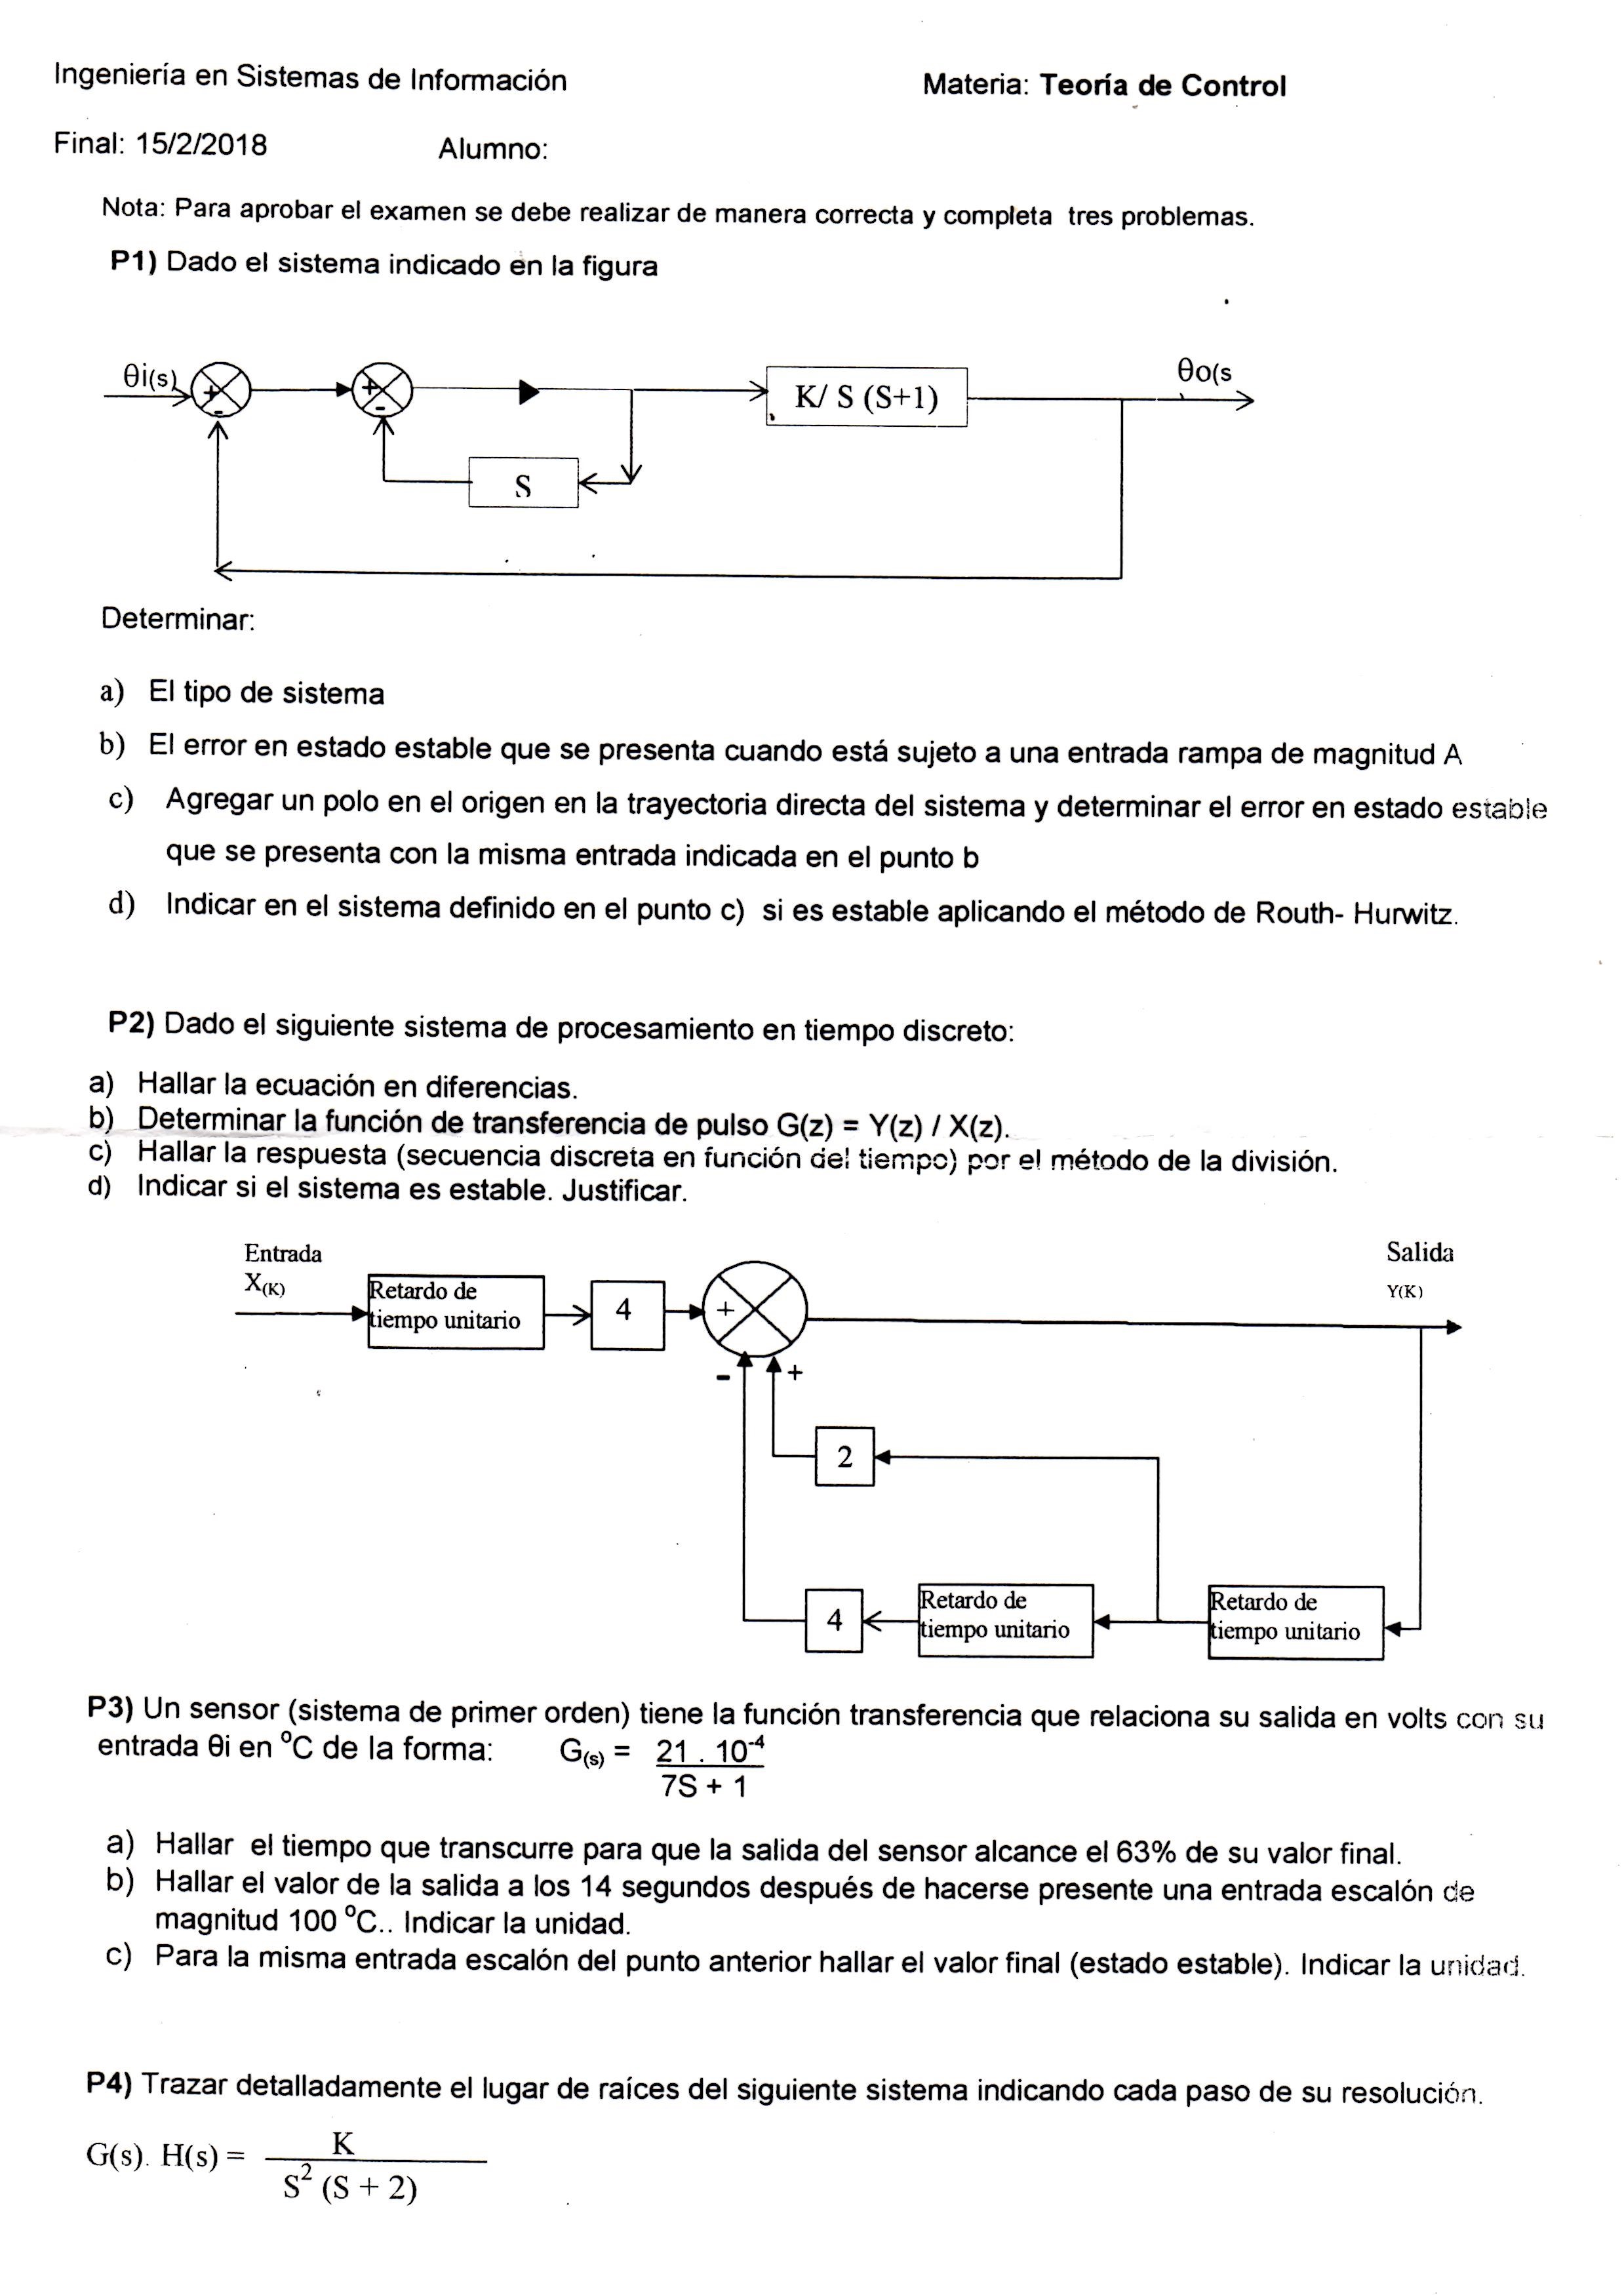 Ingeniería en Sistemas de Información Materia: Teoría de Control
Final: 15/2/2018 Alumno:
Nota: Para aprobar el examen se debe realizar de manera correcta y completa tres problemas.
P1) Dado el sistema indicado en la figura
θi(s)
+
-
+
-
K/ S (S+1)
θo(s
S
Determinar:
a) El tipo de sistema
b) El error en estado estable que se presenta cuando está sujeto a una entrada rampa de magnitud A
c) Agregar un polo en el origen en la trayectoria directa del sistema y determinar el error en estado estable
que se presenta con la misma entrada indicada en el punto b
d) Indicar en el sistema definido en el punto c) si es estable aplicando el método de Routh- Hurwitz.
P2) Dado el siguiente sistema de procesamiento en tiempo discreto:
a) Hallar la ecuación en diferencias.
b) Determinar la función de transferencia de pulso G(z) = Y(z) / X(z).
c) Hallar la respuesta (secuencia discreta en función del tiempo) por el método de la división.
d) Indicar si el sistema es estable. Justificar.
Entrada
X(K)
Retardo de
tiempo unitario
4
+
Salida
Y(K)
-
+
2
4
Retardo de
tiempo unitario
Retardo de
tiempo unitario
P3) Un sensor (sistema de primer orden) tiene la función transferencia que relaciona su salida en volts con su
entrada θi en ºC de la forma: G(s) = 21 . 10⁻⁴
7S + 1
a) Hallar el tiempo que transcurre para que la salida del sensor alcance el 63% de su valor final.
b) Hallar el valor de la salida a los 14 segundos después de hacerse presente una entrada escalón de
magnitud 100 ºC.. Indicar la unidad.
c) Para la misma entrada escalón del punto anterior hallar el valor final (estado estable). Indicar la unidad.
P4) Trazar detalladamente el lugar de raíces del siguiente sistema indicando cada paso de su resolución.
G(s). H(s) = K
S² (S + 2)